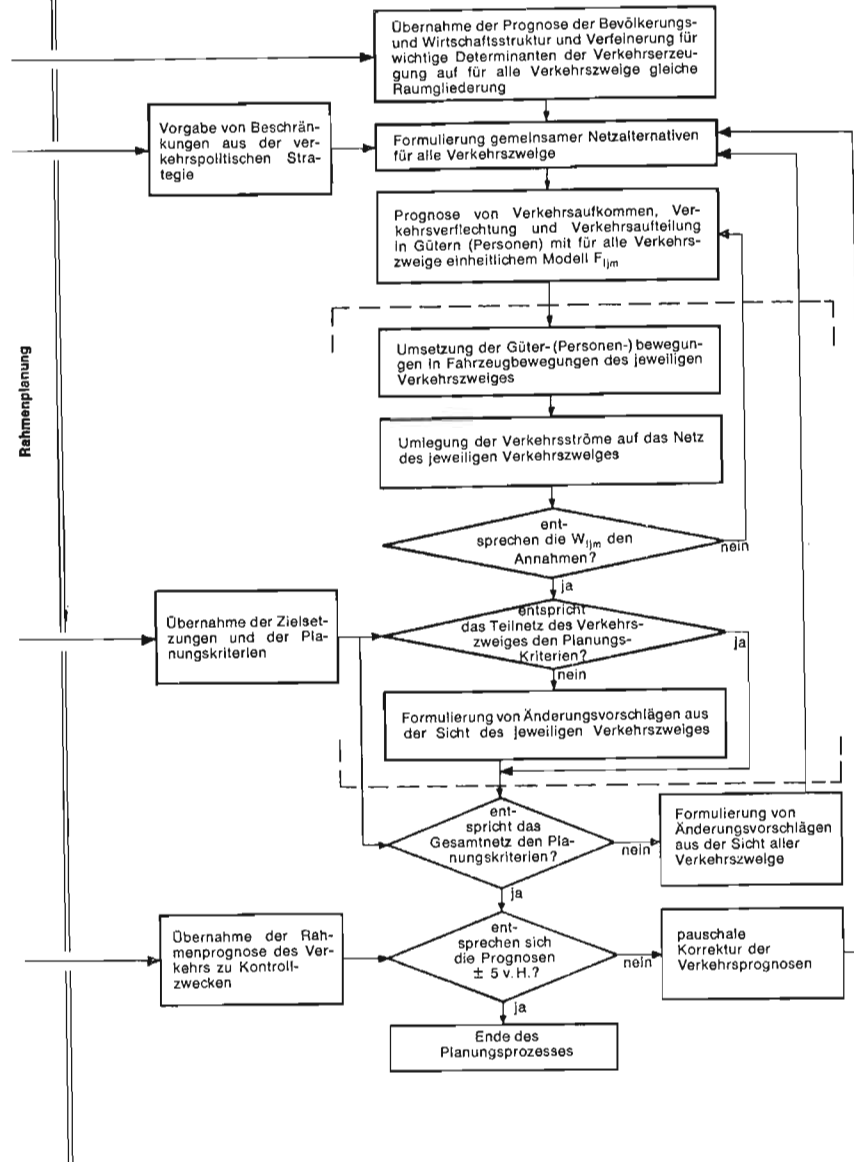 Übernahme der Prognose der Bevölkerungs-
und Wirtschaftsstruktur und Verfeinerung für
wichtige Determinanten der Verkehrserzeu-
gung auf für alle Verkehrszweige gleiche
Raumgliederung
Vorgabe von Beschrän-
kungen aus der ver-
kehrspolitischen Stra-
tegie
Formulierung gemeinsamer Netzalternativen
für alle Verkehrszweige
Prognose von Verkehrsaufkommen, Ver-
kehrsverflechtung und Verkehrsaufteilung
in Gütern (Personen) mit für alle Verkehrs-
zweige einheitlichem Modell Fijm
Rahmenplanung
Umsetzung der Güter-(Personen-) bewegun-
gen in Fahrzeugbewegungen des jeweiligen
Verkehrszweiges
Umlegung der Verkehrsströme auf das Netz
des jeweiligen Verkehrszweiges
ent-
sprechen die Wijm den
Annahmen?
nein
ja
Übernahme der Zielset-
zungen und der Pla-
nungskriterien
entspricht
das Teilnetz des Verkehrs-
zweiges den Planungs-
Kriterien?
ja
nein
Formulierung von Änderungsvorschlägen aus
der Sicht des jeweiligen Verkehrszweiges
ent-
spricht das
Gesamtnetz den Pla-
nungskriterien?
nein
ja
Formulierung von
Änderungsvorschlägen
aus der Sicht aller
Verkehrszweige
Übernahme der Rah-
menprognose des Ver-
kehrs zu Kontroll-
zwecken
ent-
sprechen sich
die Prognosen
± 5 v. H.?
nein
ja
pauschale
Korrektur der
Verkehrsprognosen
Ende des
Planungsprozesses